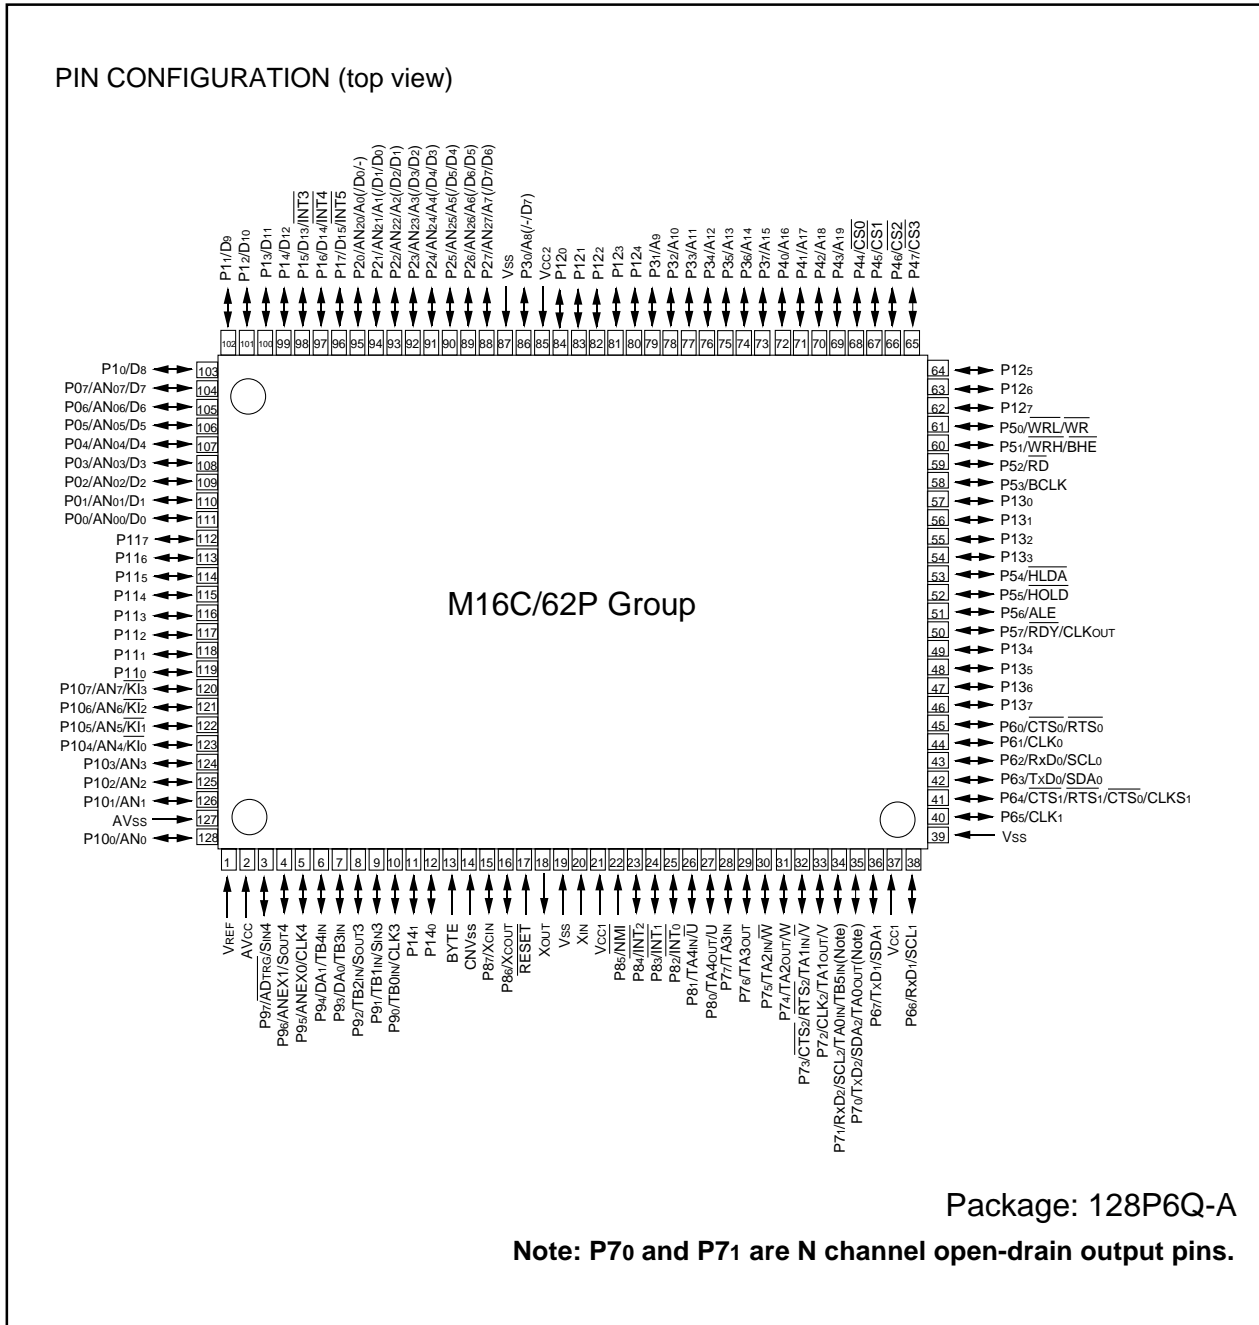 PIN CONFIGURATION (top view)
P11/D9
P12/D10
P13/D11
P14/D12
P15/D13/INT3
P16/D14/INT4
P17/D15/INT5
P20/AN20/A0(/D0/-)
P21/AN21/A1(/D1/D0)
P22/AN22/A2(/D2/D1)
P23/AN23/A3(/D3/D2)
P24/AN24/A4(/D4/D3)
P25/AN25/A5(/D5/D4)
P26/AN26/A6(/D6/D5)
P27/AN27/A7(/D7/D6)
Vss
P30/A8(/-/D7)
Vcc2
P120
P121
P122
P123
P124
P31/A9
P32/A10
P33/A11
P34/A12
P35/A13
P36/A14
P37/A15
P40/A16
P41/A17
P42/A18
P43/A19
P44/CS0
P45/CS1
P46/CS2
P47/CS3
102 101 100 99 98 97 96 95 94 93 92 91 90 89 88 87 86 85 84 83 82 81 80 79 78 77 76 75 74 73 72 71 70 69 68 67 66 65
P10/D8 103
P07/AN07/D7 104
P06/AN06/D6 105
P05/AN05/D5 106
P04/AN04/D4 107
P03/AN03/D3 108
P02/AN02/D2 109
P01/AN01/D1 110
P00/AN00/D0 111
P117 112
P116 113
P115 114
P114 115
P113 116
P112 117
P111 118
P110 119
P107/AN7/KI3 120
P106/AN6/KI2 121
P105/AN5/KI1 122
P104/AN4/KI0 123
P103/AN3 124
P102/AN2 125
P101/AN1 126
AVss 127
P100/AN0 128
M16C/62P Group
64 P125
63 P126
62 P127
61 P50/WRL/WR
60 P51/WRH/BHE
59 P52/RD
58 P53/BCLK
57 P130
56 P131
55 P132
54 P133
53 P54/HLDA
52 P55/HOLD
51 P56/ALE
50 P57/RDY/CLKOUT
49 P134
48 P135
47 P136
46 P137
45 P60/CTS0/RTS0
44 P61/CLK0
43 P62/RxD0/SCL0
42 P63/TxD0/SDA0
41 P64/CTS1/RTS1/CTS0/CLKS1
40 P65/CLK1
39 Vss
1 2 3 4 5 6 7 8 9 10 11 12 13 14 15 16 17 18 19 20 21 22 23 24 25 26 27 28 29 30 31 32 33 34 35 36 37 38
VREF
AVCC
P97/ADTRG/SIN4
P96/ANEX1/SOUT4
P95/ANEX0/CLK4
P94/DA1/TB4IN
P93/DA0/TB3IN
P92/TB2IN/SOUT3
P91/TB1IN/SIN3
P90/TB0IN/CLK3
P141
P140
BYTE
CNVss
P87/XCIN
P86/XCOUT
RESET
XOUT
Vss
XIN
Vcc1
P85/NMI
P84/INT2
P83/INT1
P82/INT0
P81/TA4IN/U
P80/TA4OUT/U
P77/TA3IN
P76/TA3OUT
P75/TA2IN/W
P74/TA2OUT/W
P73/CTS2/RTS2/TA1IN/V
P72/CLK2/TA1OUT/V
P71/RxD2/SCL2/TA0IN/TB5IN(Note)
P70/TxD2/SDA2/TA0OUT(Note)
P67/TxD1/SDA1
Vcc1
P66/RxD1/SCL1
Package: 128P6Q-A
Note: P70 and P71 are N channel open-drain output pins.